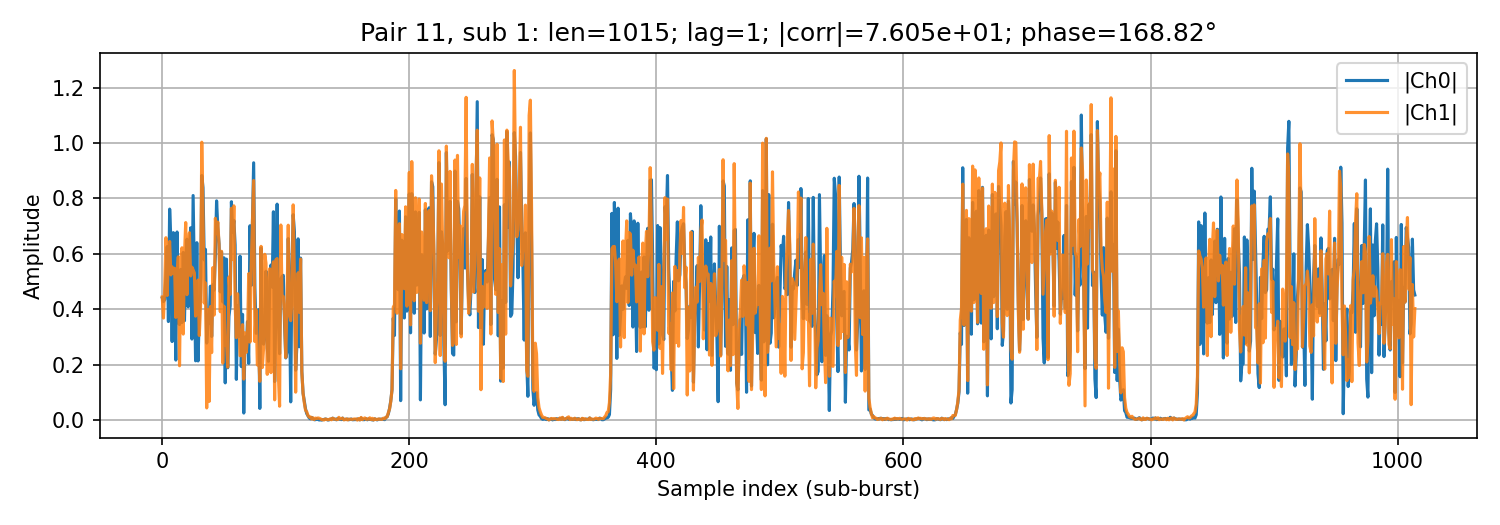 Pair 11, sub 1: len=1015; lag=1; |corr|=7.605e+01; phase=168.82°
|Ch0|
|Ch1|
Amplitude
1.2
1.0
0.8
0.6
0.4
0.2
0.0
0 200 400 600 800 1000
Sample index (sub-burst)